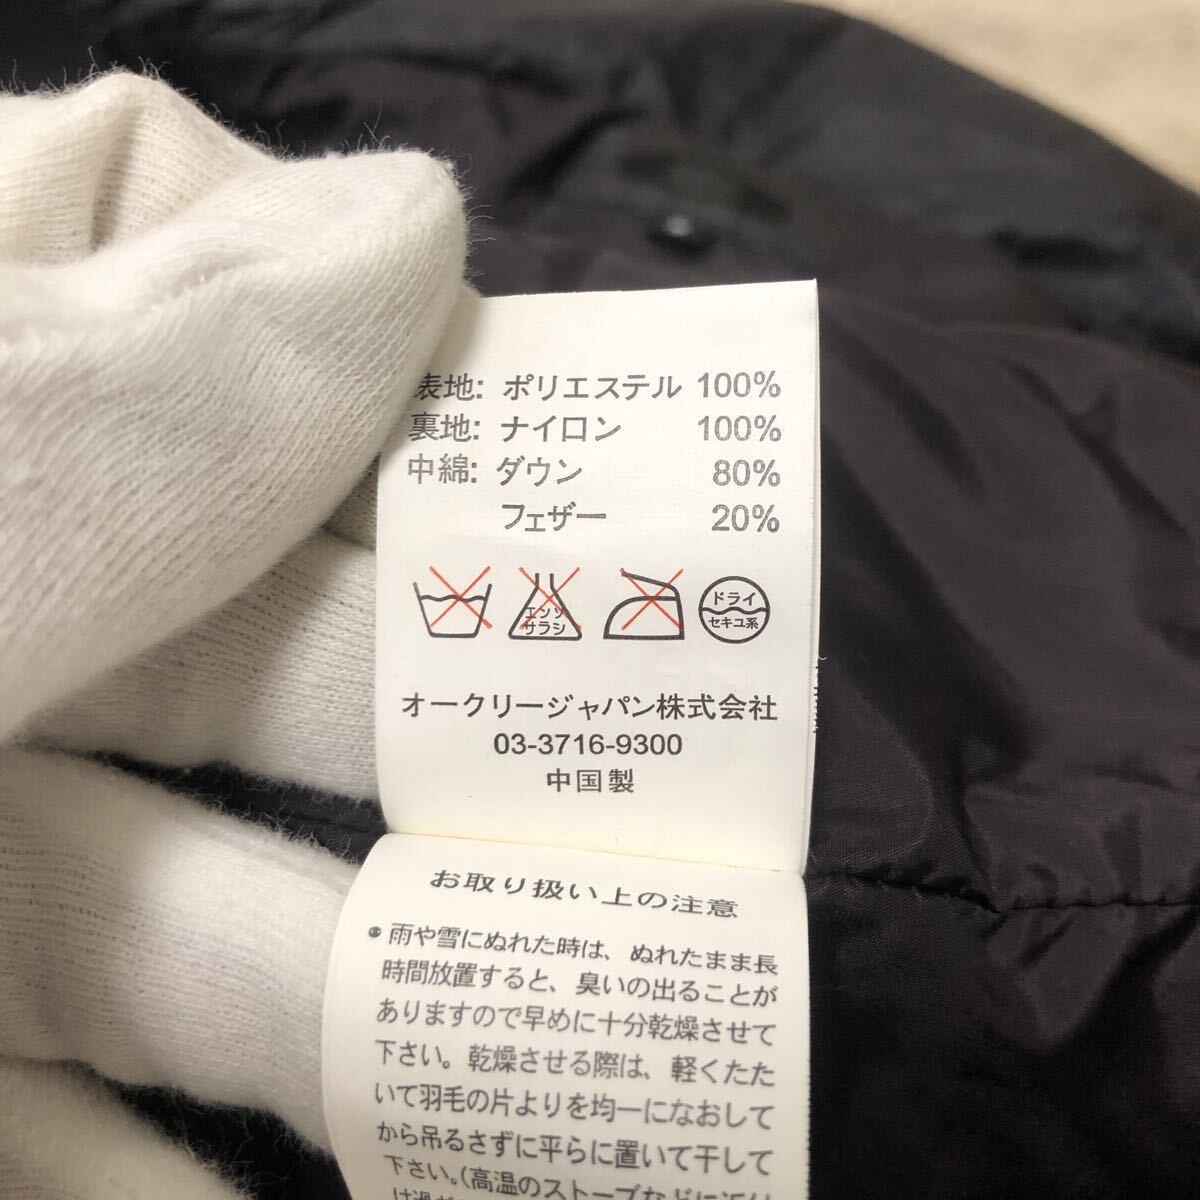 表地: ポリエステル 100%
裏地: ナイロン 100%
中綿: ダウン 80%
フェザー 20%
エンソ
サラシ
ドライ
セキユ系
オークリージャパン株式会社
03-3716-9300
中国製
お取り扱い上の注意
●雨や雪にぬれた時は、ぬれたまま長
時間放置すると、臭いの出ることが
ありますので早めに十分乾燥させて
下さい。乾燥させる際は、軽くたた
いて羽毛の片よりを均一になおして
から吊るさずに平らに置いて干して
下さい。(高温のストーブなどに近